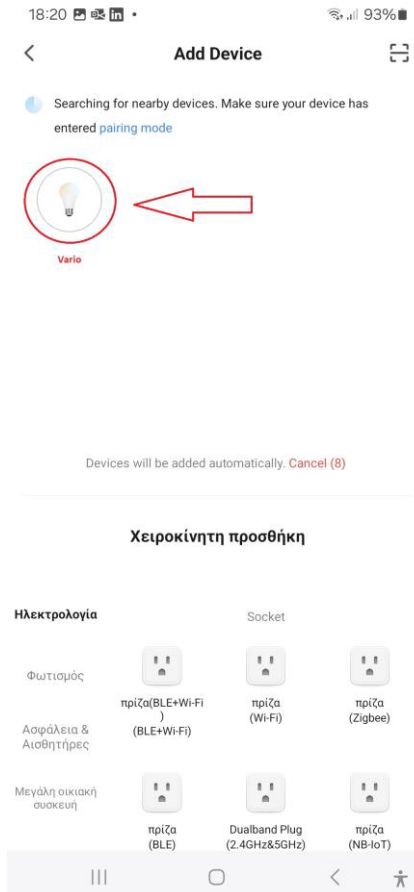 18:20
93%
Add Device
Searching for nearby devices. Make sure your device has
entered pairing mode
Vario
Devices will be added automatically. Cancel (8)
Χειροκίνητη προσθήκη
Ηλεκτρολογία
Socket
Φωτισμός
Ασφάλεια &
Αισθητήρες
Μεγάλη οικιακή
συσκευή
πρίζα(BLE+Wi-Fi
)
(BLE+Wi-Fi)
πρίζα
(Wi-Fi)
πρίζα
(Zigbee)
πρίζα
(BLE)
Dualband Plug
(2.4GHz&5GHz)
πρίζα
(NB-IoT)